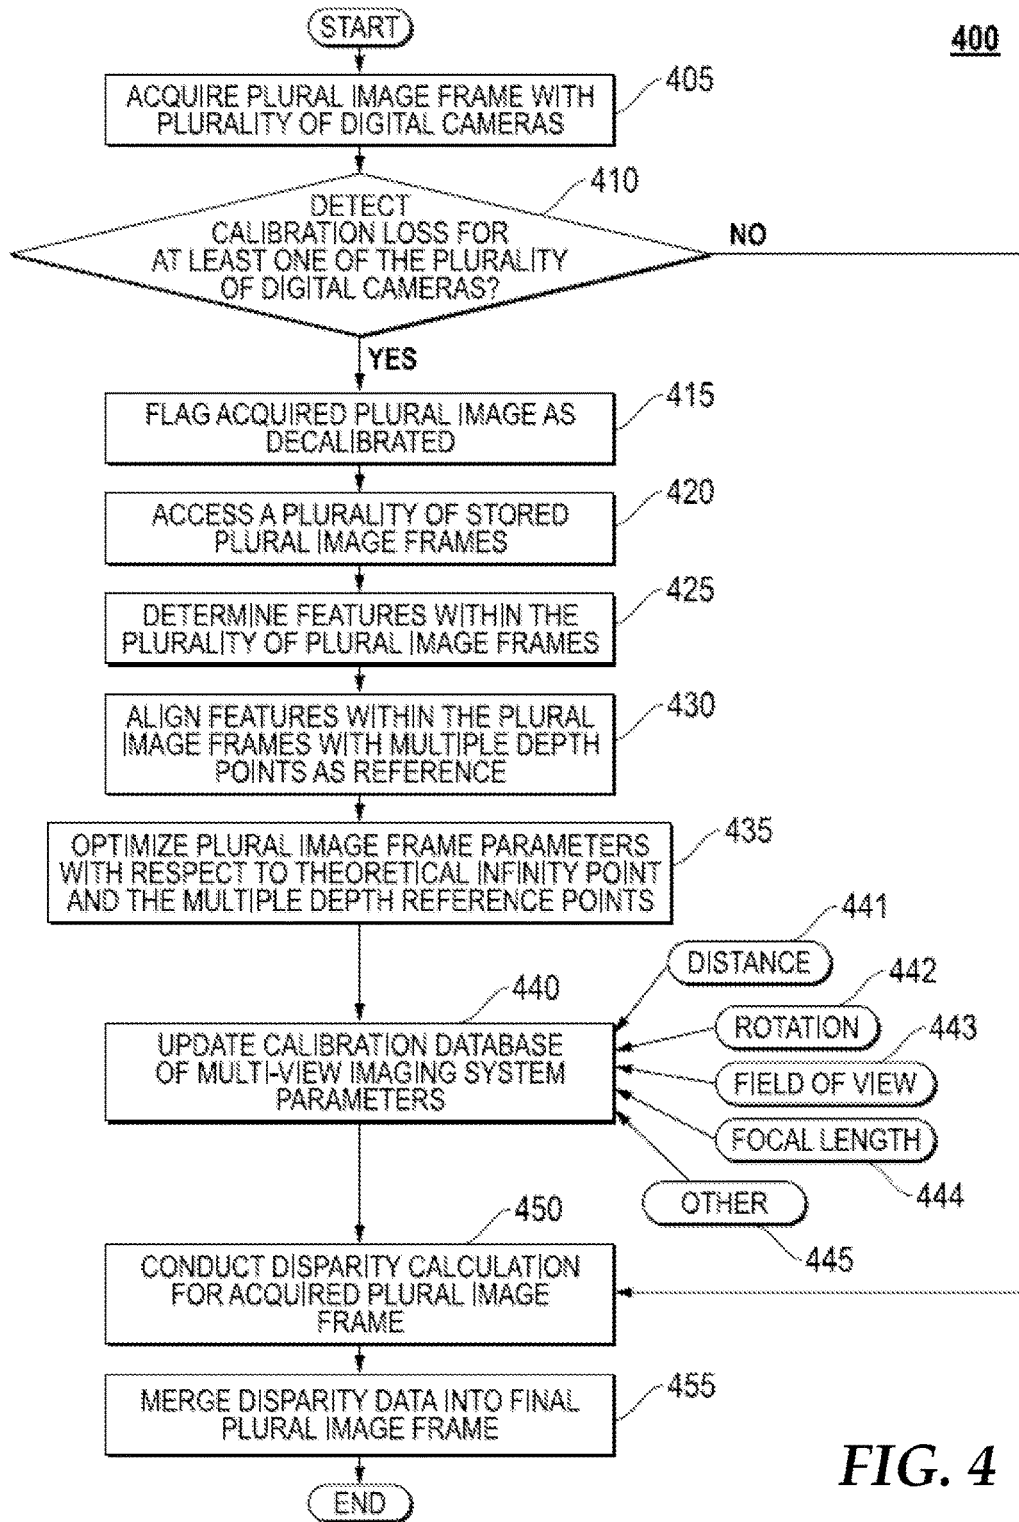 START
400
405
ACQUIRE PLURAL IMAGE FRAME WITH
PLURALITY OF DIGITAL CAMERAS
410
DETECT
CALIBRATION LOSS FOR
AT LEAST ONE OF THE PLURALITY
OF DIGITAL CAMERAS?
NO
YES
415
FLAG ACQUIRED PLURAL IMAGE AS
DECALIBRATED
420
ACCESS A PLURALITY OF STORED
PLURAL IMAGE FRAMES
425
DETERMINE FEATURES WITHIN THE
PLURALITY OF PLURAL IMAGE FRAMES
430
ALIGN FEATURES WITHIN THE PLURAL
IMAGE FRAMES WITH MULTIPLE DEPTH
POINTS AS REFERENCE
435
OPTIMIZE PLURAL IMAGE FRAME PARAMETERS
WITH RESPECT TO THEORETICAL INFINITY POINT
AND THE MULTIPLE DEPTH REFERENCE POINTS
441
DISTANCE
440
442
UPDATE CALIBRATION DATABASE
OF MULTI-VIEW IMAGING SYSTEM
PARAMETERS
ROTATION
443
FIELD OF VIEW
FOCAL LENGTH
444
OTHER
445
450
CONDUCT DISPARITY CALCULATION
FOR ACQUIRED PLURAL IMAGE
FRAME
455
MERGE DISPARITY DATA INTO FINAL
PLURAL IMAGE FRAME
END
FIG. 4